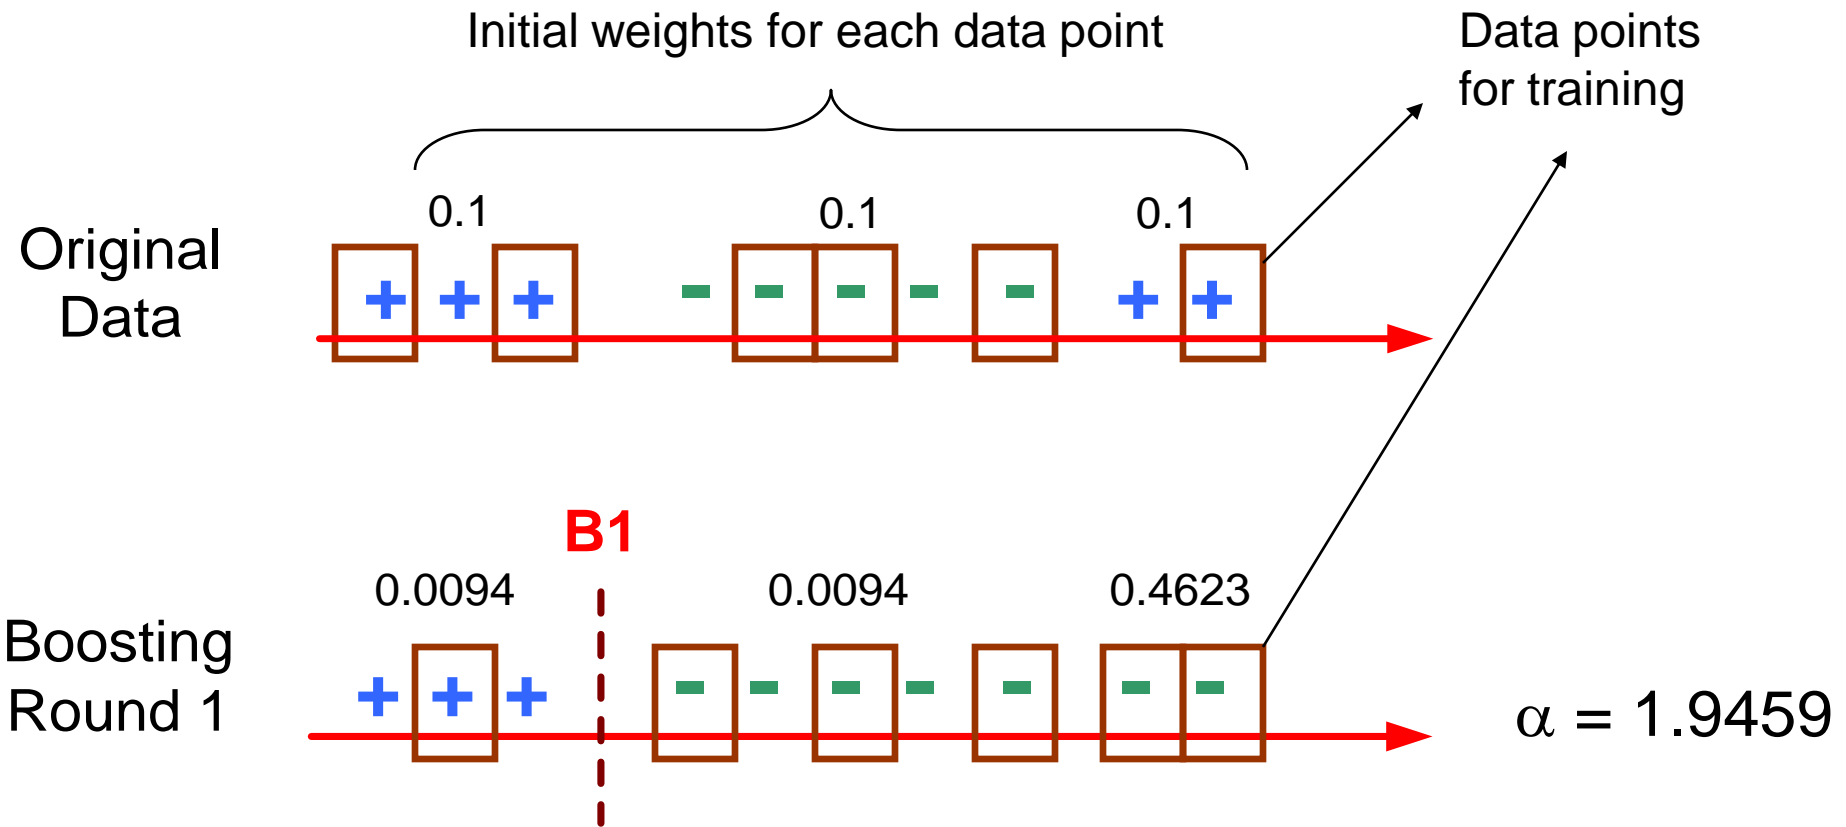 Initial weights for each data point
Data points
for training
0.1 0.1 0.1
Original
Data
+ + + - - - - - + +
B1
0.0094 0.0094 0.4623
Boosting
Round 1
+ + + - - - - - - -
α = 1.9459